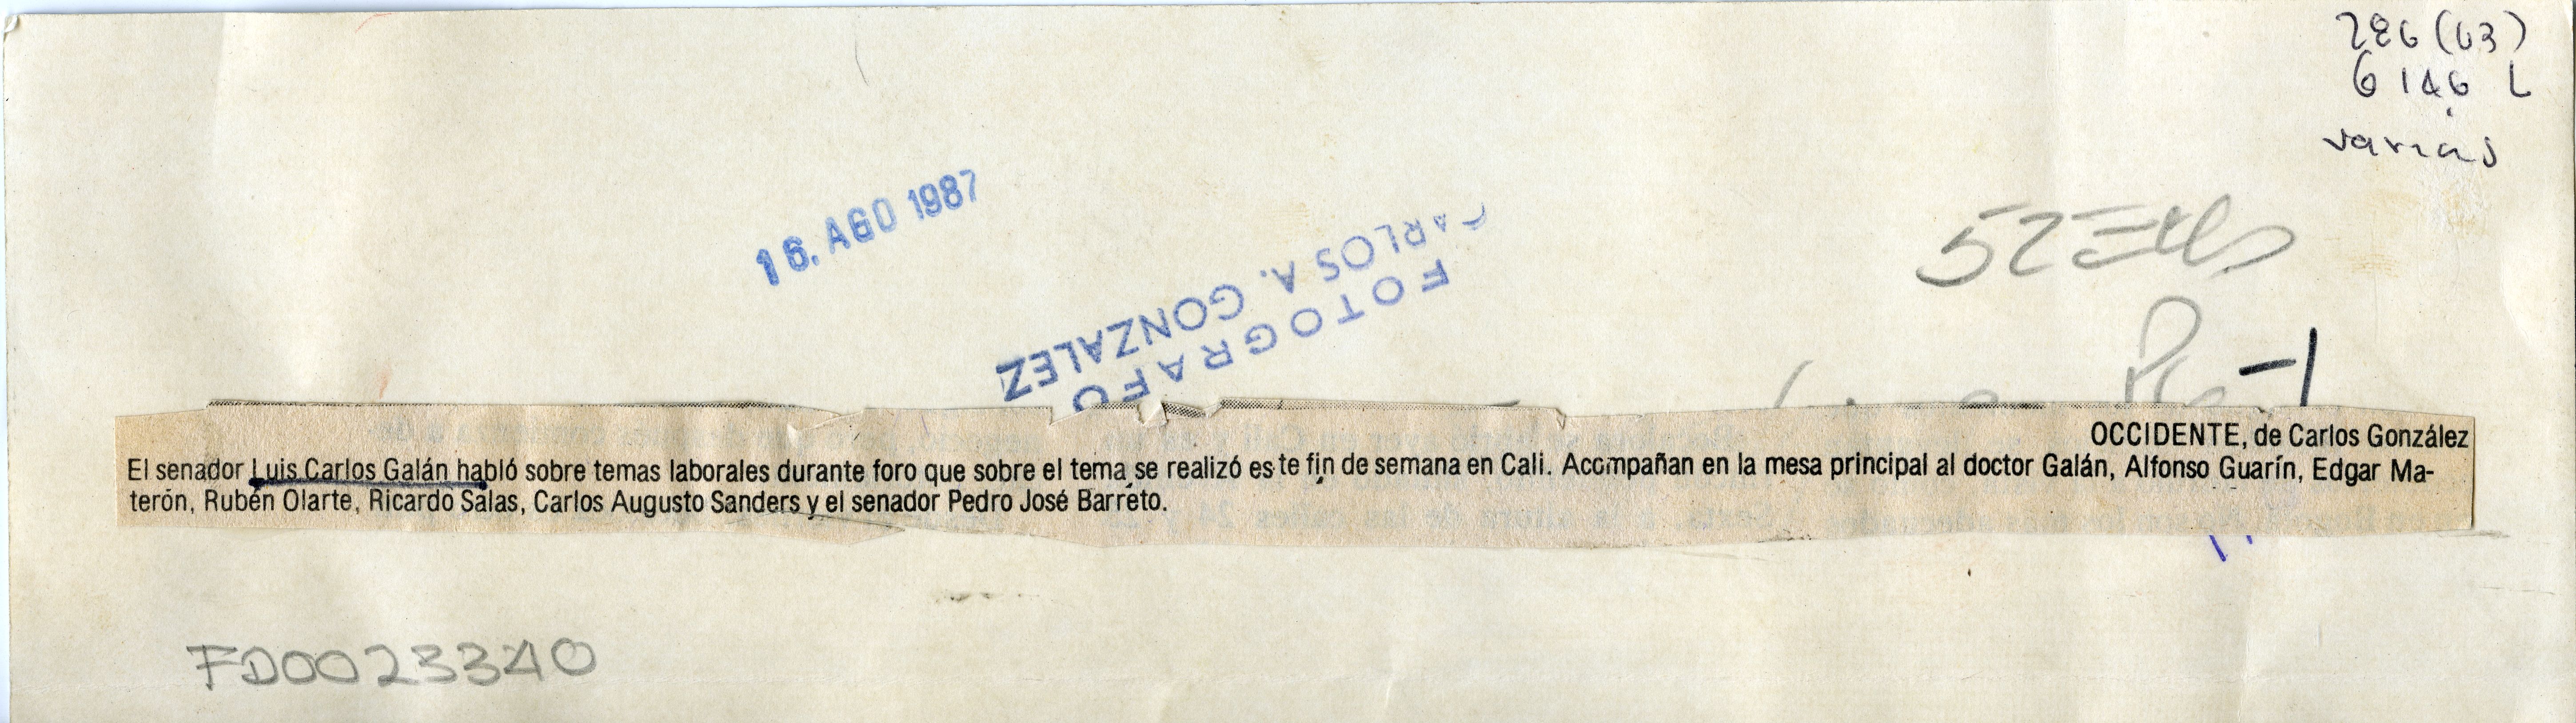 286 (63)
6146 L
varias
16. AGO 1987
FOTOGRAFO
CARLOS A. GONZALEZ
OCCIDENTE, de Carlos González
El senador Luis Carlos Galán habló sobre temas laborales durante foro que sobre el tema se realizó este fin de semana en Cali. Acompañan en la mesa principal al doctor Galán, Alfonso Guarín, Edgar Ma-
terón, Rubén Olarte, Ricardo Salas, Carlos Augusto Sanders y el senador Pedro José Barreto.
FD0023340